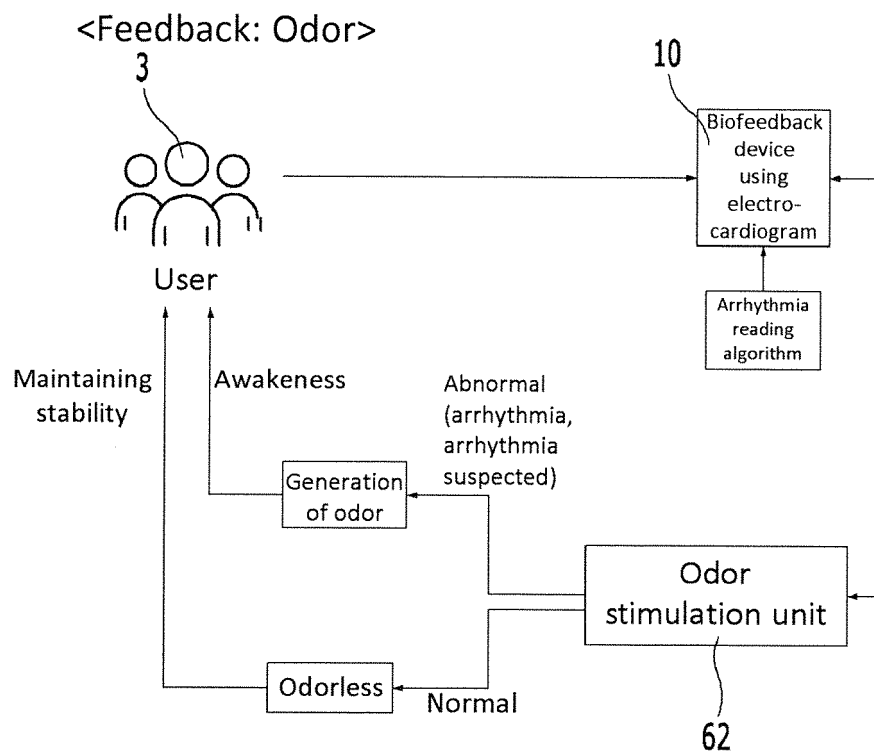 <Feedback: Odor>
3
10
Biofeedback
device
using
electro-
cardiogram
User
Arrhythmia
reading
algorithm
Maintaining
stability
Awakeness
Abnormal
(arrhythmia,
arrhythmia
suspected)
Generation
of odor
Odor
stimulation unit
Odorless
Normal
62